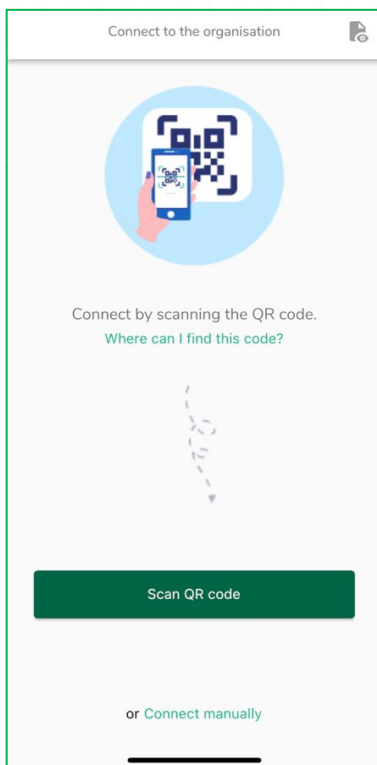 Connect to the organisation
Connect by scanning the QR code.
Where can I find this code?
Scan QR code
or Connect manually